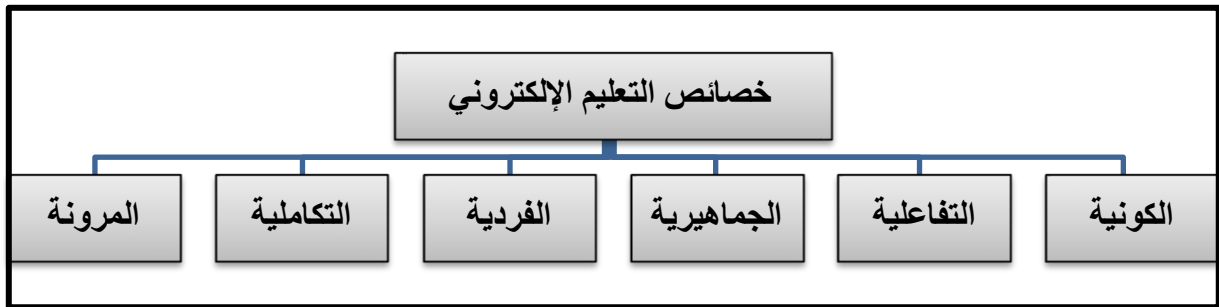 خصائص التعليم الإلكتروني
الكونية
التفاعلية
الجماهيرية
الفردية
التكاملية
المرونة